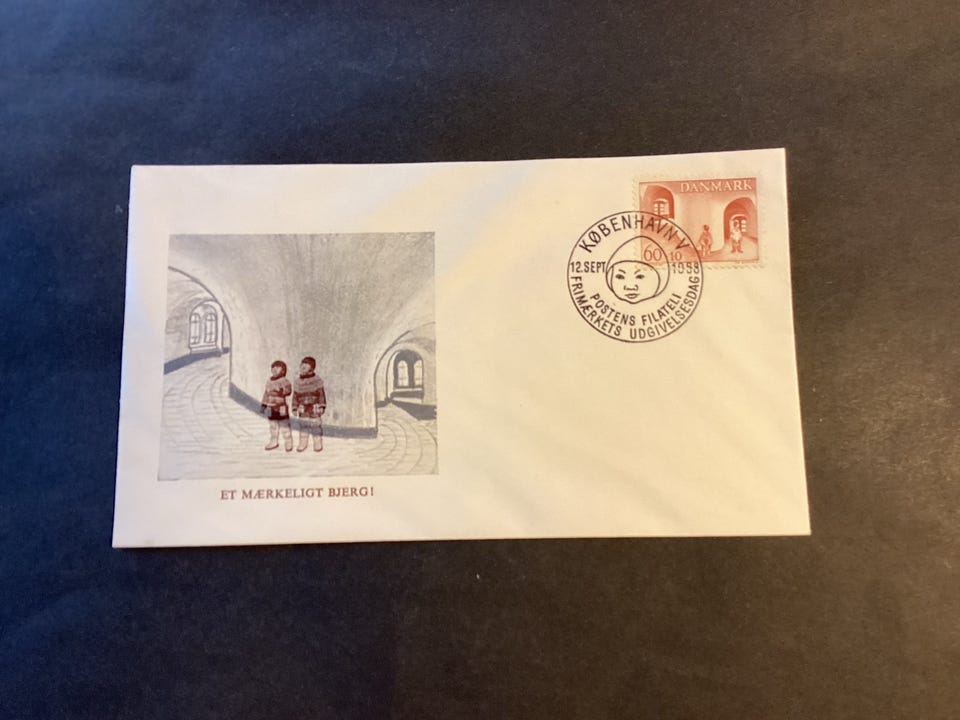 DANMARK
60+10
KØBENHAVN V
12.SEPT. 1968
POSTENS FILATELI
FRIMÆRKETS UDGIVELSESDAG
ET MÆRKELIGT BJERG!